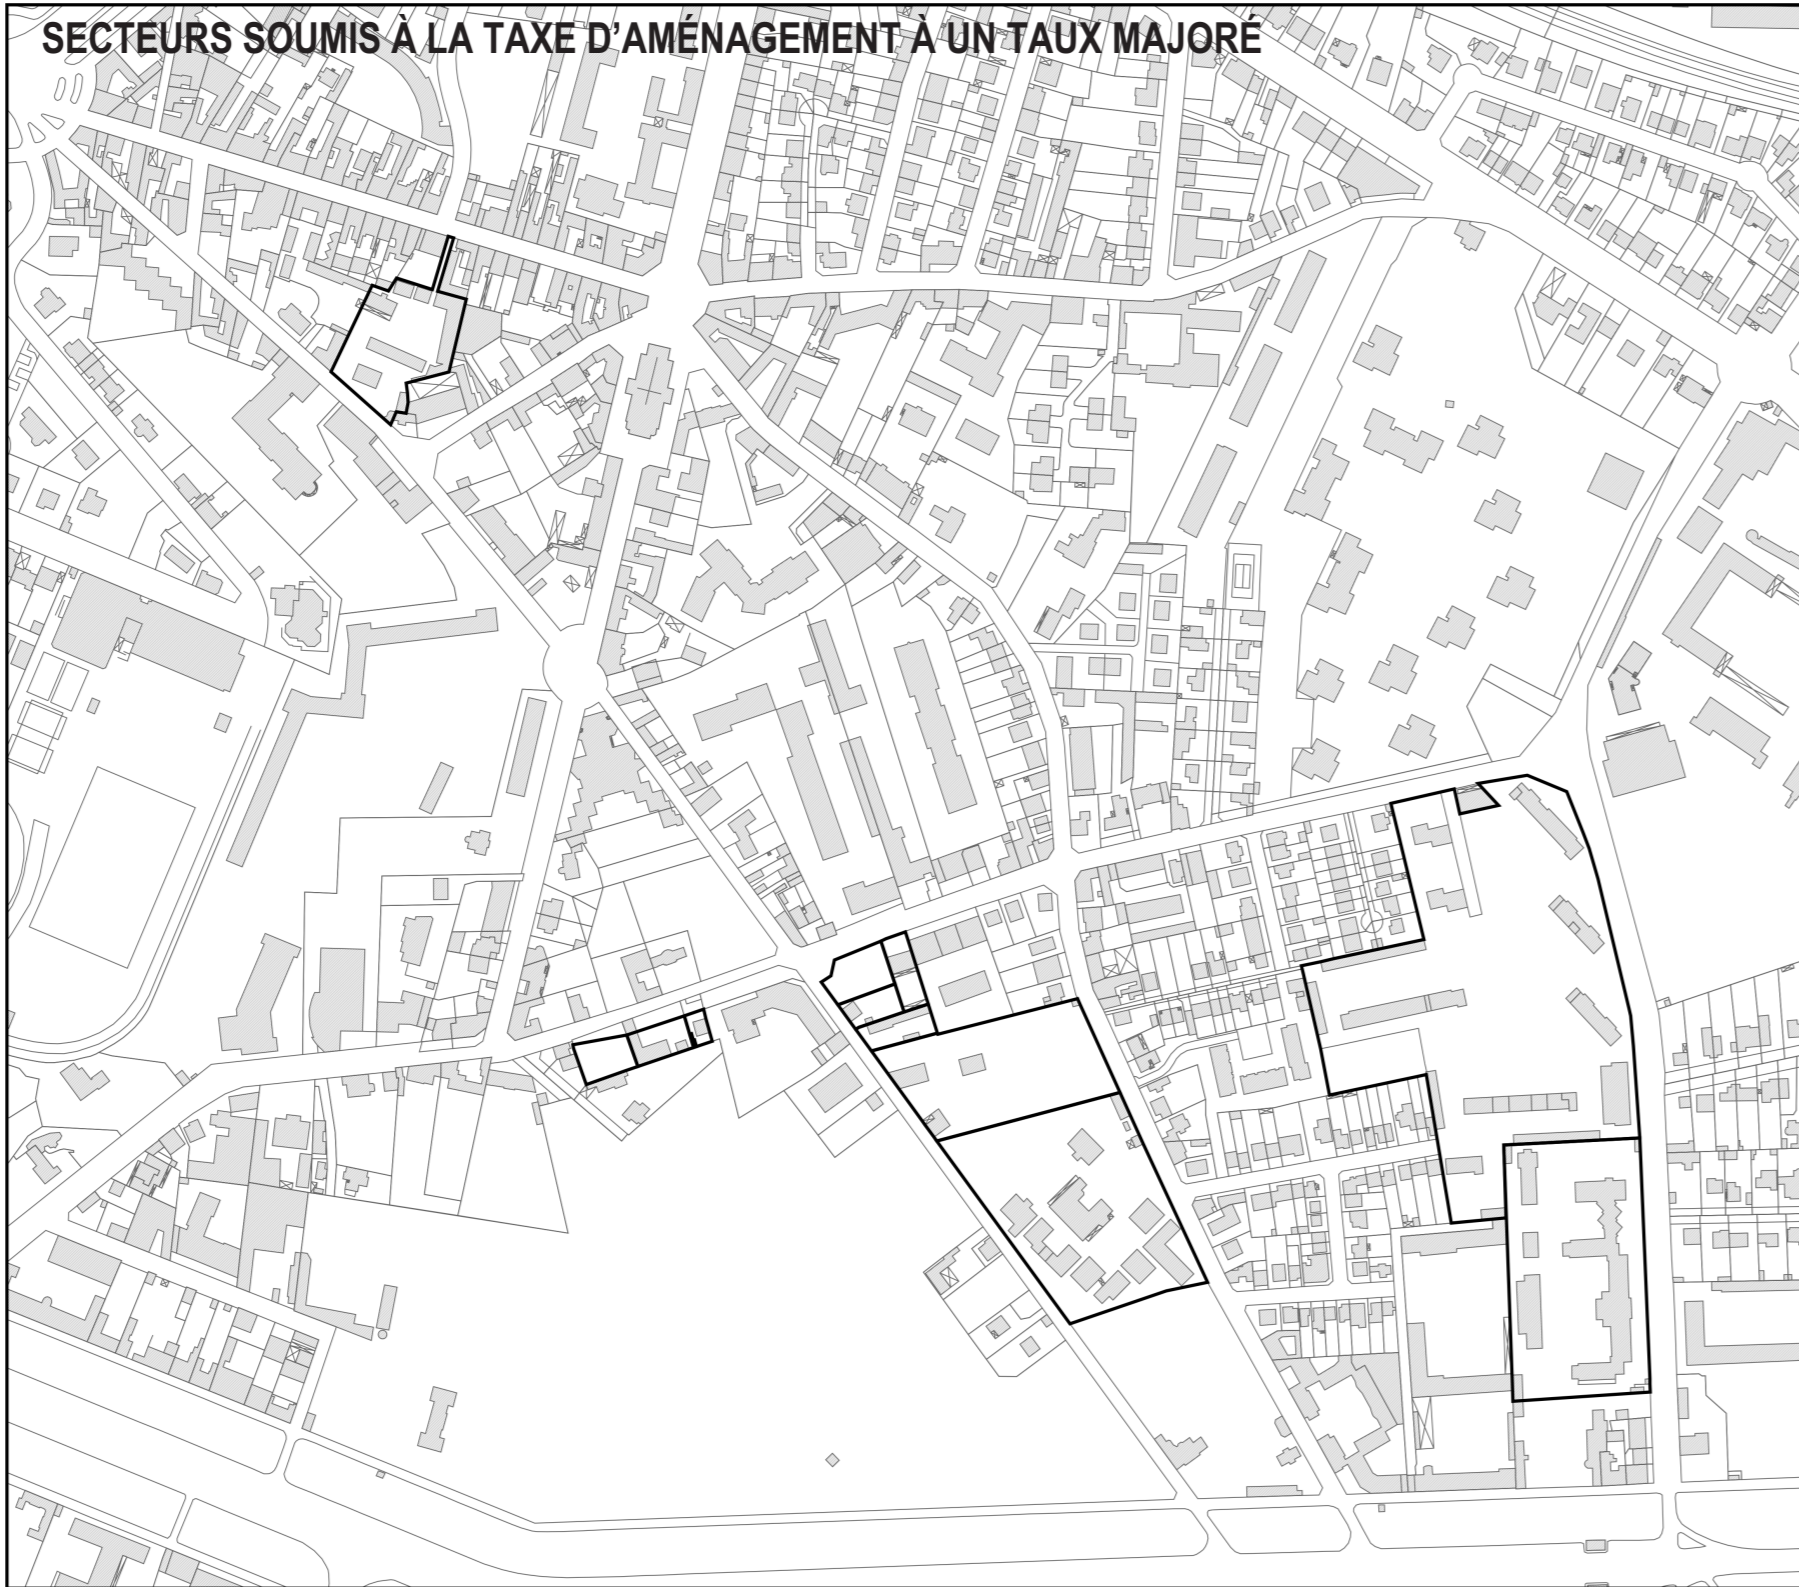 SECTEURS SOUMIS À LA TAXE D'AMÉNAGEMENT À UN TAUX MAJORÉ